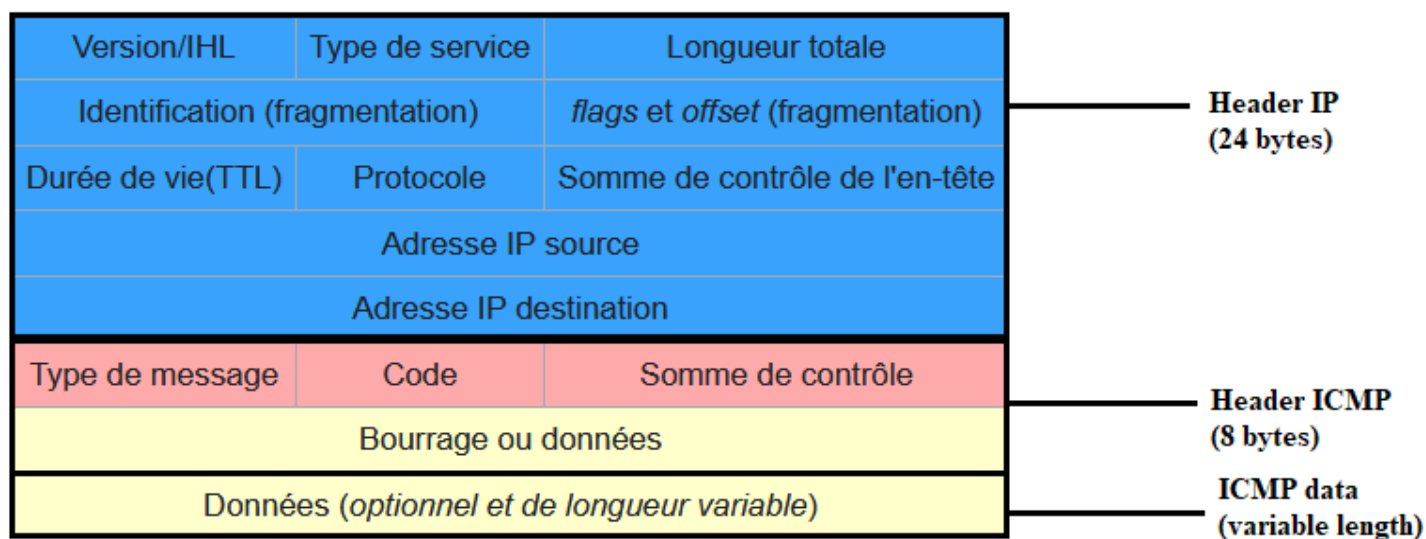 Version/IHL
Type de service
Longueur totale
Identification (fragmentation)
flags et offset (fragmentation)
Header IP
(24 bytes)
Durée de vie(TTL)
Protocole
Somme de contrôle de l'en-tête
Adresse IP source
Adresse IP destination
Type de message
Code
Somme de contrôle
Header ICMP
(8 bytes)
Bourrage ou données
Données (optionnel et de longueur variable)
ICMP data
(variable length)